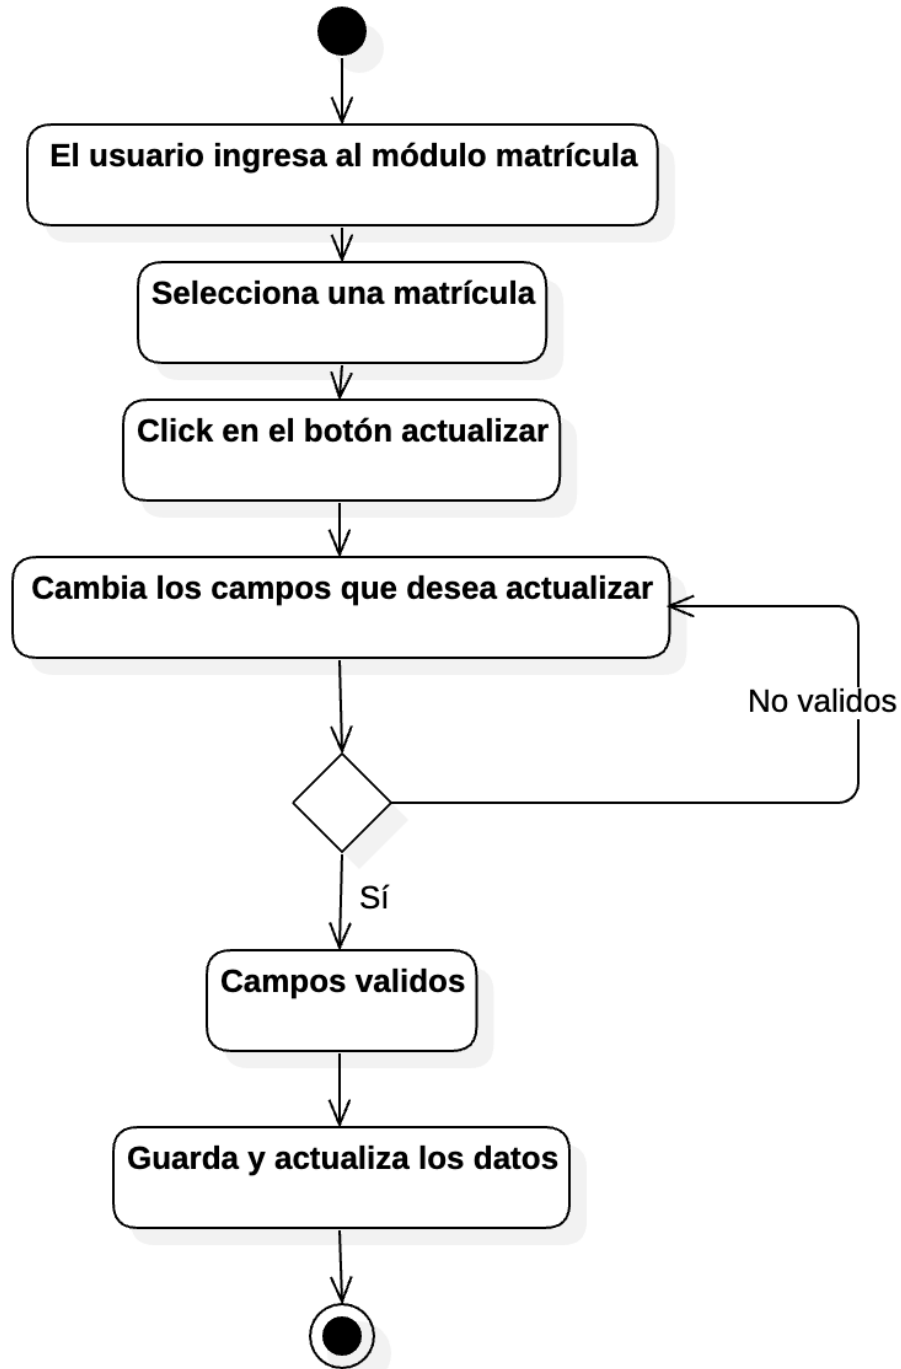 El usuario ingresa al módulo matrícula
Selecciona una matrícula
Click en el botón actualizar
Cambia los campos que desea actualizar
No validos
Sí
Campos validos
Guarda y actualiza los datos